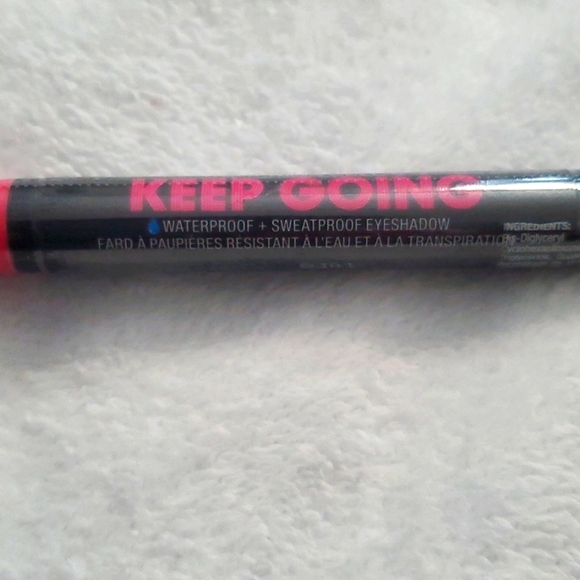 KEEP GOING
WATERPROOF + SWEATPROOF EYESHADOW
FARD À PAUPIÈRES RÉSISTANT À L'EAU ET À LA TRANSPIRATION
INGREDIENTS: